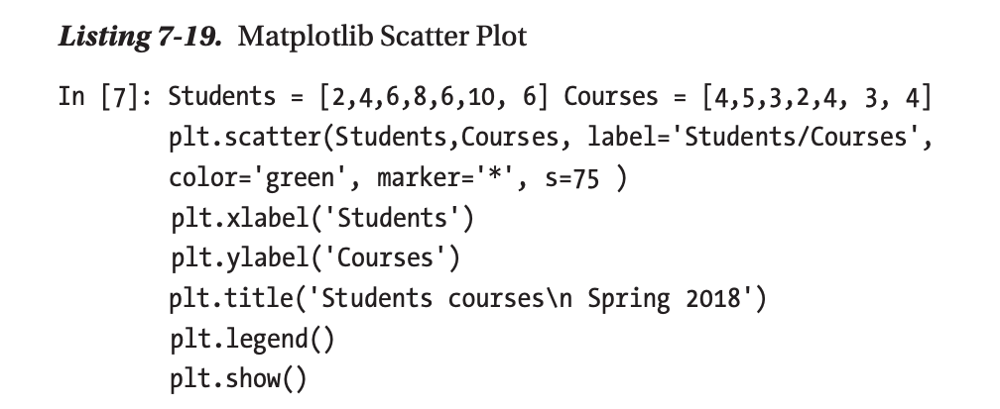 Listing 7-19. Matplotlib Scatter Plot
In [7]: Students = [2,4,6,8,6,10, 6] Courses = [4,5,3,2,4, 3, 4]
plt.scatter(Students,Courses, label='Students/Courses',
color='green', marker='*', s=75 )
plt.xlabel('Students')
plt.ylabel('Courses')
plt.title('Students courses\n Spring 2018')
plt.legend()
plt.show()